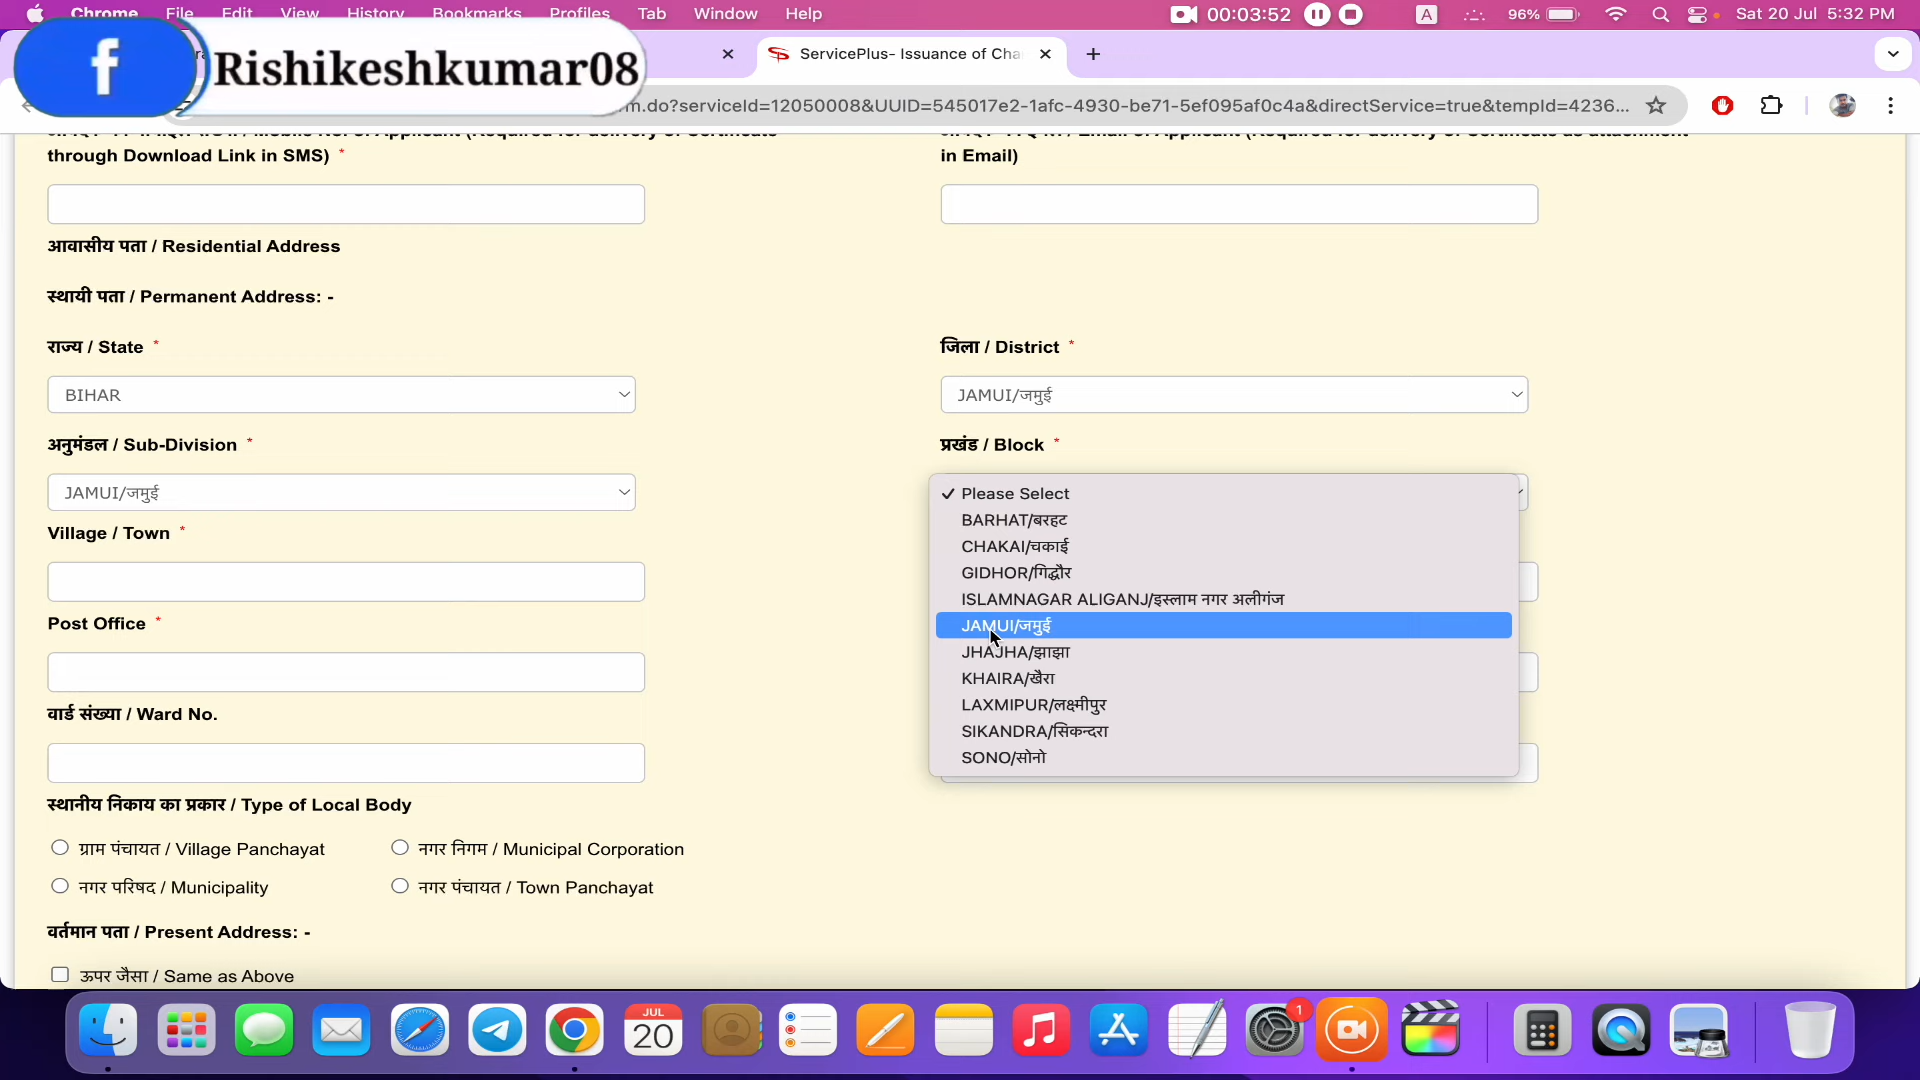 Chrome File Edit View History Bookmarks Profiles Tab Window Help 00:03:52 A 96% Sat 20 Jul 5:32 PM
Rishikeshkumar08
ServicePlus- Issuance of Cha
rm.do?serviceId=12050008&UUID=545017e2-1afc-4930-be71-5ef095af0c4a&directService=true&tempId=4236...
through Download Link in SMS) *
in Email)
आवासीय पता / Residential Address
स्थायी पता / Permanent Address: -
राज्य / State *
जिला / District *
BIHAR
JAMUI/जमुई
अनुमंडल / Sub-Division *
प्रखंड / Block *
JAMUI/जमुई
✓ Please Select
BARHAT/बरहट
CHAKAI/चकाई
GIDHOR/गिद्धौर
ISLAMNAGAR ALIGANJ/इस्लाम नगर अलीगंज
JAMUI/जमुई
JHAJHA/झाझा
KHAIRA/खैरा
LAXMIPUR/लक्ष्मीपुर
SIKANDRA/सिकन्दरा
SONO/सोनो
Village / Town *
Post Office *
वार्ड संख्या / Ward No.
स्थानीय निकाय का प्रकार / Type of Local Body
ग्राम पंचायत / Village Panchayat
नगर निगम / Municipal Corporation
नगर परिषद / Municipality
नगर पंचायत / Town Panchayat
वर्तमान पता / Present Address: -
ऊपर जैसा / Same as Above
JUL
20
1